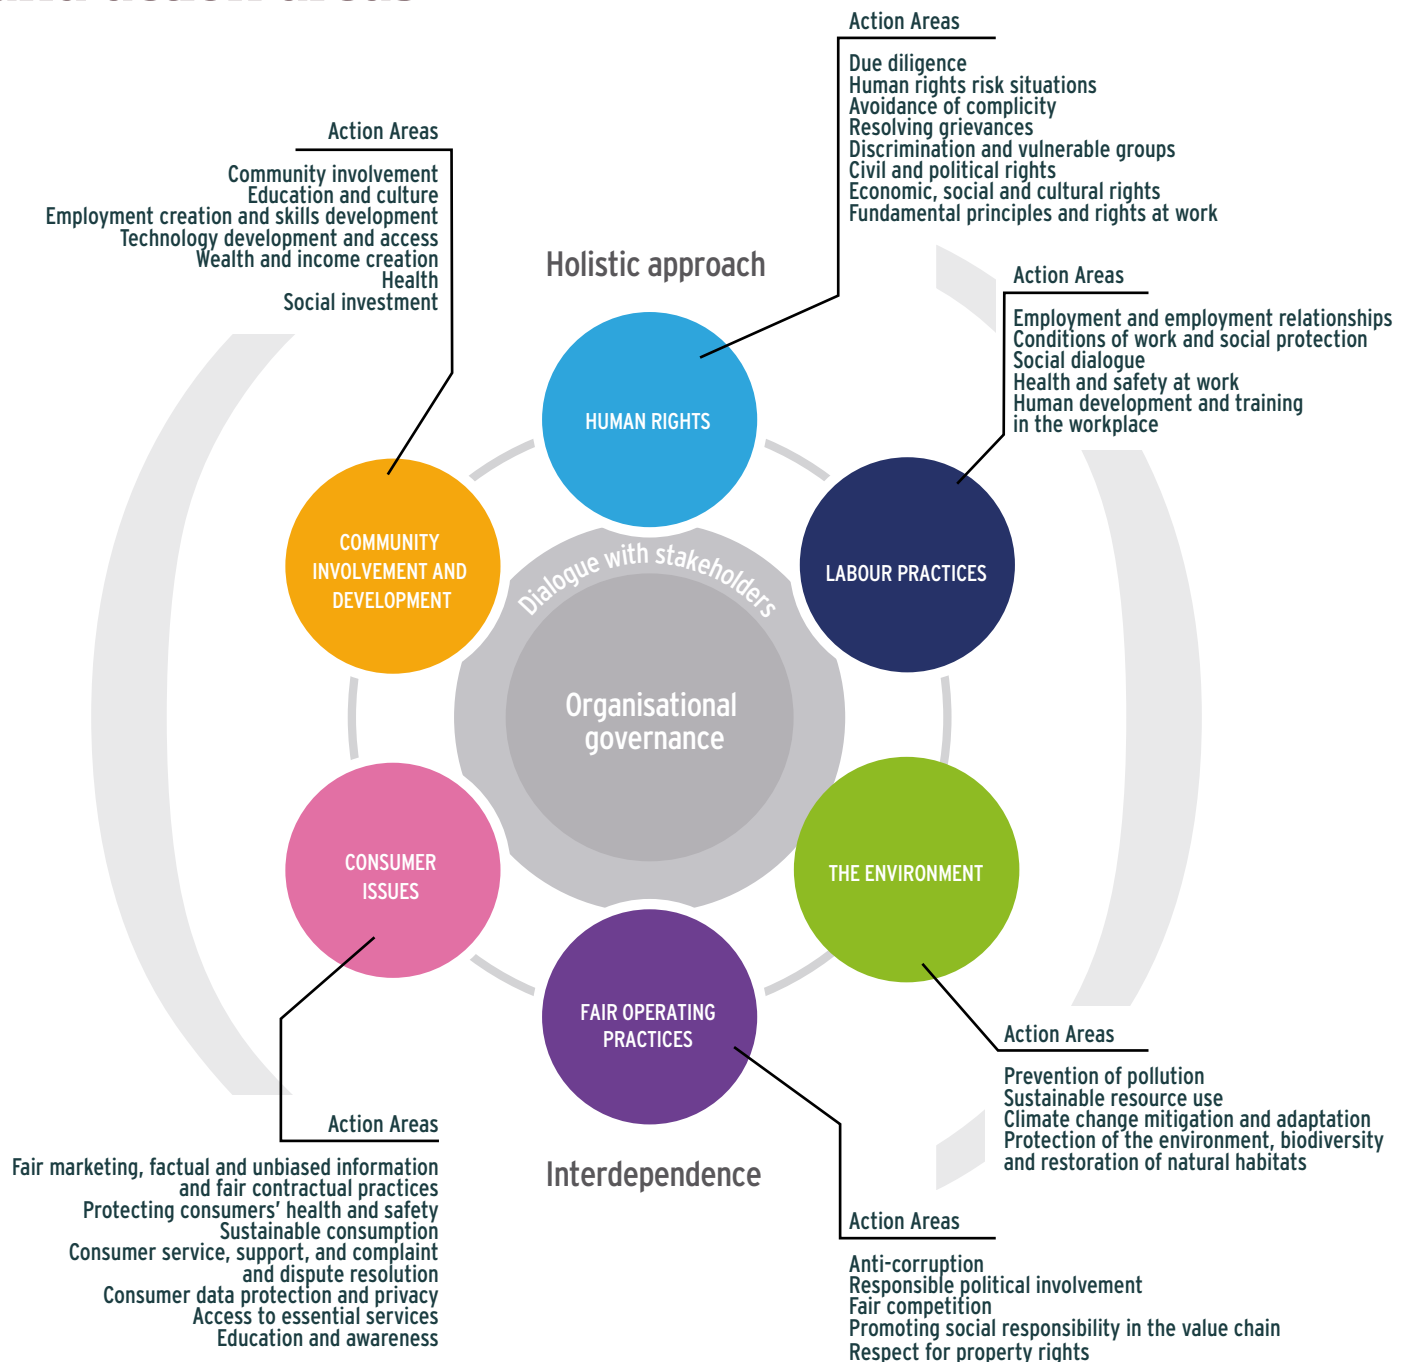 and action areas
Action Areas
Due diligence
Human rights risk situations
Avoidance of complicity
Resolving grievances
Discrimination and vulnerable groups
Civil and political rights
Economic, social and cultural rights
Fundamental principles and rights at work
Action Areas
Community involvement
Education and culture
Employment creation and skills development
Technology development and access
Wealth and income creation
Health
Social investment
Holistic approach
Action Areas
Employment and employment relationships
Conditions of work and social protection
Social dialogue
Health and safety at work
Human development and training
in the workplace
HUMAN RIGHTS
COMMUNITY
INVOLVEMENT AND
DEVELOPMENT
Dialogue with stakeholders
LABOUR PRACTICES
Organisational
governance
CONSUMER
ISSUES
THE ENVIRONMENT
FAIR OPERATING
PRACTICES
Action Areas
Prevention of pollution
Sustainable resource use
Climate change mitigation and adaptation
Protection of the environment, biodiversity
and restoration of natural habitats
Action Areas
Fair marketing, factual and unbiased information
and fair contractual practices
Protecting consumers’ health and safety
Sustainable consumption
Consumer service, support, and complaint
and dispute resolution
Consumer data protection and privacy
Access to essential services
Education and awareness
Interdependence
Action Areas
Anti-corruption
Responsible political involvement
Fair competition
Promoting social responsibility in the value chain
Respect for property rights